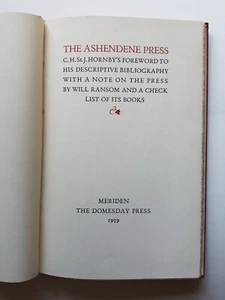 THE ASHENDENE PRESS
C. H. St J. HORNBY'S FOREWORD TO
HIS DESCRIPTIVE BIBLIOGRAPHY
WITH A NOTE ON THE PRESS
BY WILL RANSOM AND A CHECK
LIST OF ITS BOOKS
MERIDEN
THE DOMESDAY PRESS
1939